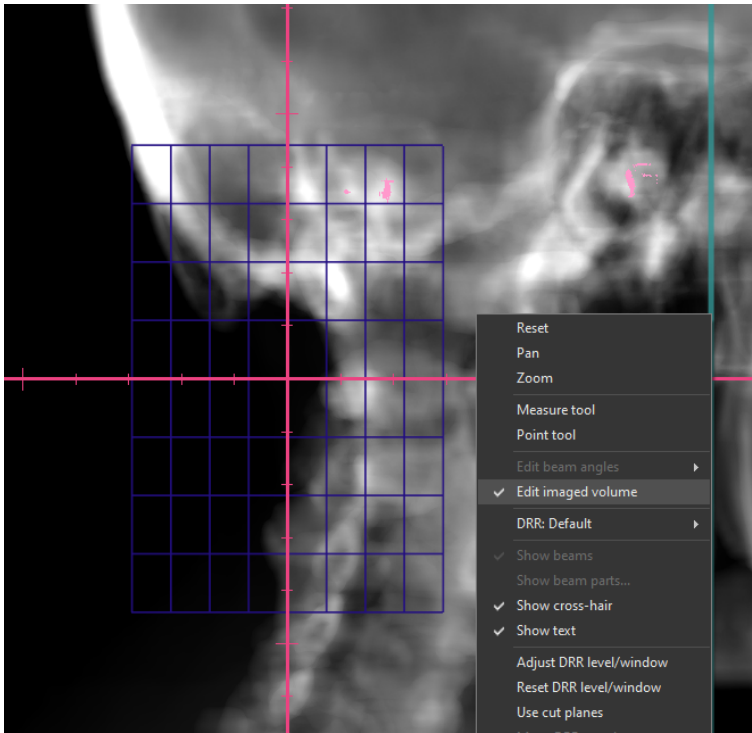 Reset
Pan
Zoom
Measure tool
Point tool
Edit beam angles
Edit imaged volume
DRR: Default
Show beams
Show beam parts...
Show cross-hair
Show text
Adjust DRR level/window
Reset DRR level/window
Use cut planes